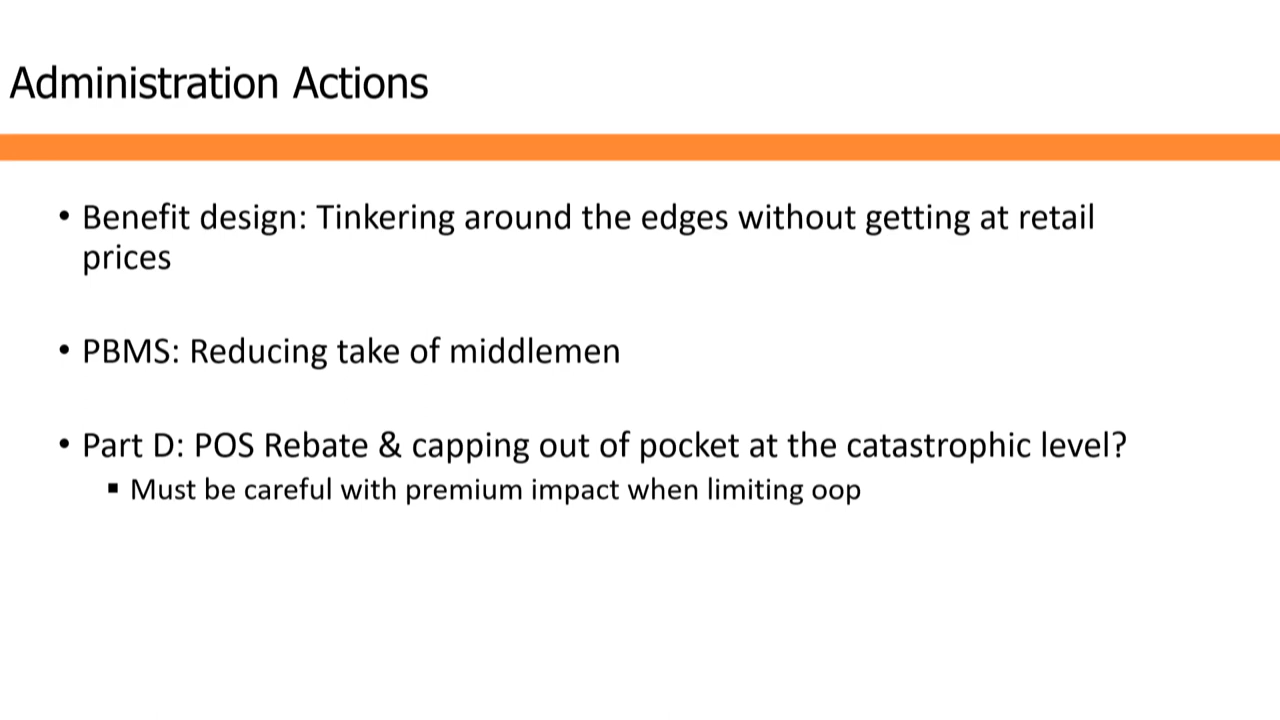 Administration Actions
• Benefit design: Tinkering around the edges without getting at retail
prices
• PBMS: Reducing take of middlemen
• Part D: POS Rebate & capping out of pocket at the catastrophic level?
▪ Must be careful with premium impact when limiting oop